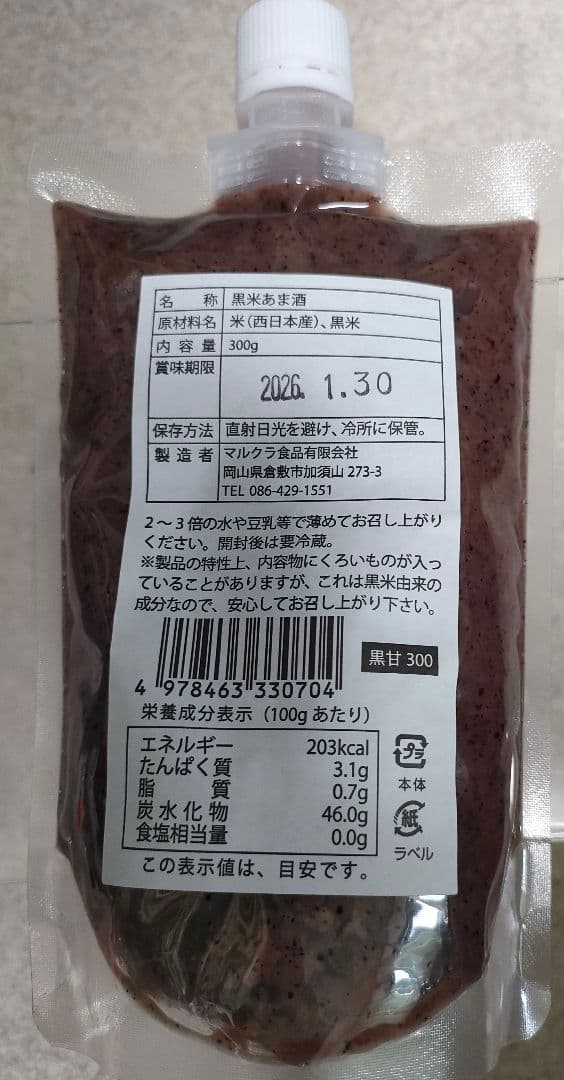 名 称 黒米あま酒
原材料名 米(西日本産)、黒米
内容量 300g
賞味期限 2026. 1.30
保存方法 直射日光を避け、冷所に保管。
製造者 マルクラ食品有限会社
岡山県倉敷市加須山 273-3
TEL 086-429-1551
2～3倍の水や豆乳等で薄めてお召し上がり
ください。開封後は要冷蔵。
※製品の特性上、内容物にくろいものが入っ
ていることがありますが、これは黒米由来の
成分なので、安心してお召し上がり下さい。
4 978463 330704
黒甘 300
栄養成分表示(100gあたり)
エネルギー 203kcal
たんぱく質 3.1g
脂質 0.7g
炭水化物 46.0g
食塩相当量 0.0g
この表示値は、目安です。
プラ
本体
紙
ラベル